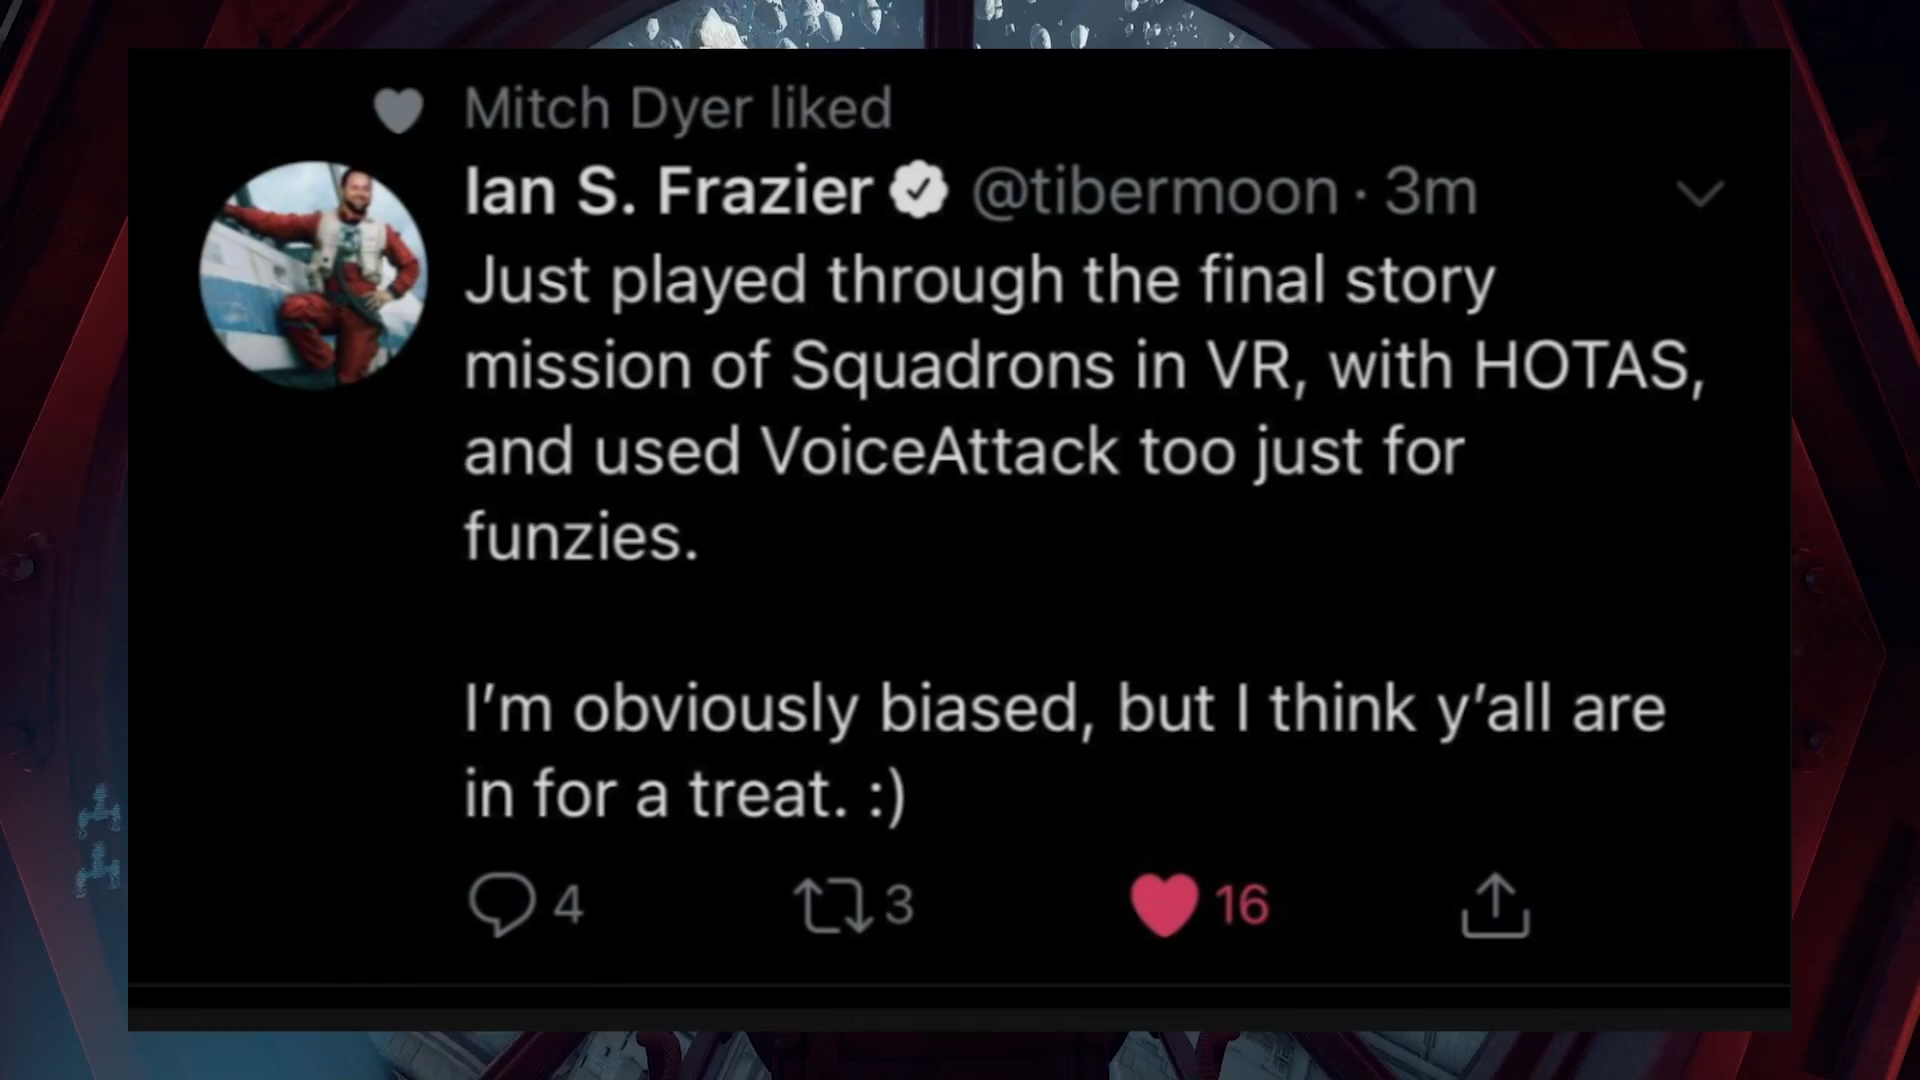 Mitch Dyer liked
Ian S. Frazier @tibermoon · 3m
Just played through the final story
mission of Squadrons in VR, with HOTAS,
and used VoiceAttack too just for
funzies.
I’m obviously biased, but I think y’all are
in for a treat. :)
4 3 16